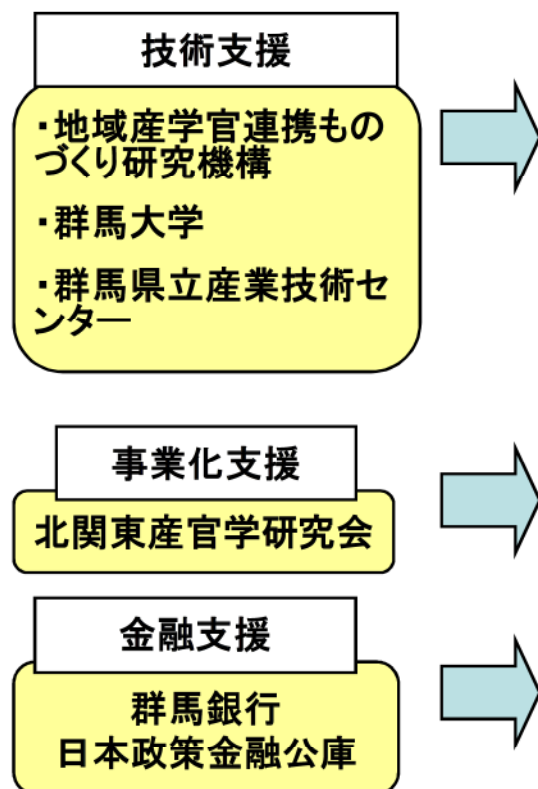 技術支援
・地域産学官連携もの
づくり研究機構
・群馬大学
・群馬県立産業技術セ
ンター
事業化支援
北関東産官学研究会
金融支援
群馬銀行
日本政策金融公庫